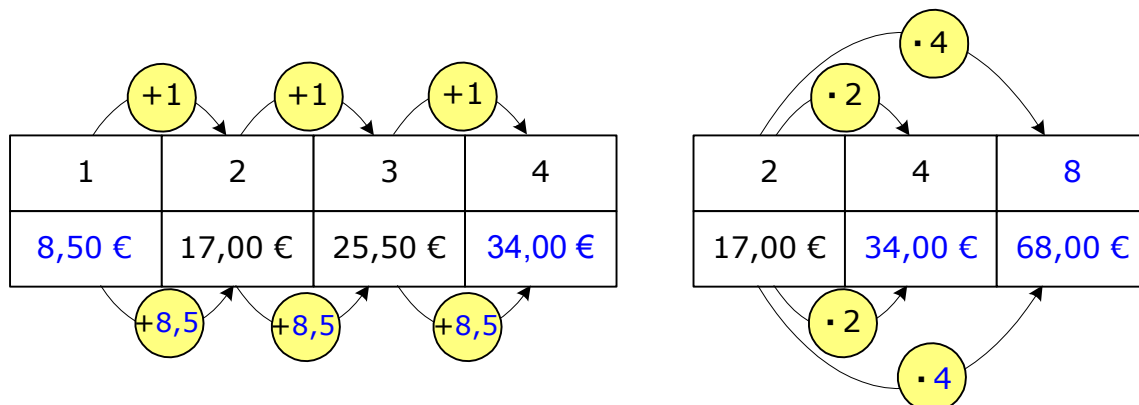 · 4
+1 +1 +1 · 2
1 2 3 4 2 4 8
8,50 € 17,00 € 25,50 € 34,00 € 17,00 € 34,00 € 68,00 €
+8,5 +8,5 +8,5 · 2
· 4